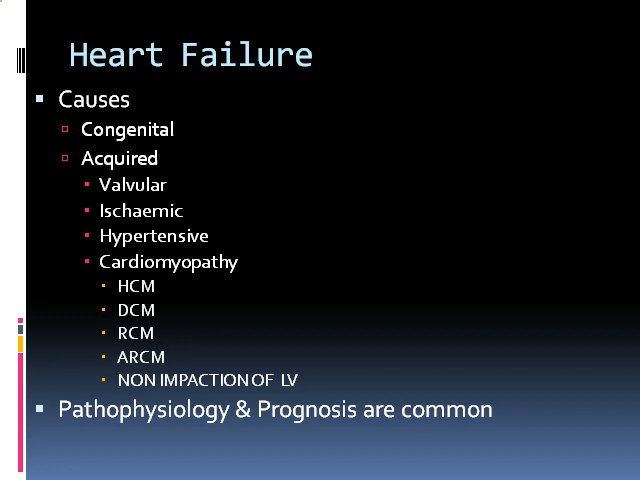 Heart Failure
Causes
Congenital
Acquired
Valvular
Ischaemic
Hypertensive
Cardiomyopathy
HCM
DCM
RCM
ARCM
NON IMPACTION OF LV
Pathophysiology & Prognosis are common